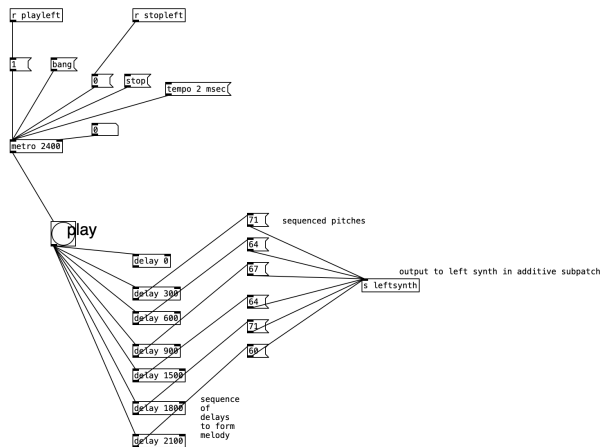 r playleft
r stopleft
1
bang
0
stop
tempo 2 msec
0
metro 2400
play
71
sequenced pitches
64
delay 0
67
output to left synth in additive subpatch
s leftsynth
delay 300
64
delay 600
71
delay 900
60
delay 1500
delay 1800
sequence
of
delays
to form
melody
delay 2100